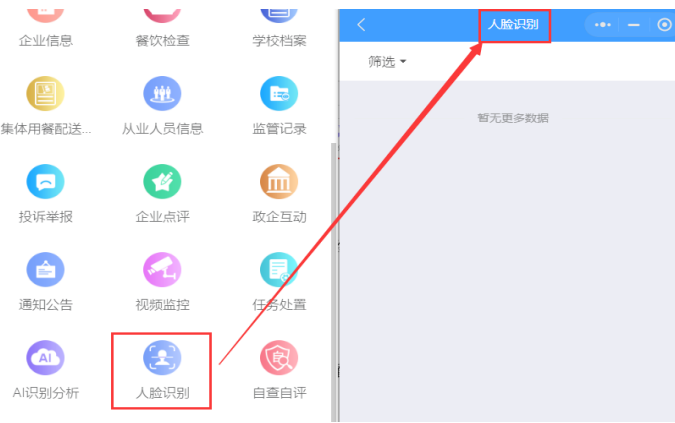 企业信息
餐饮检查
学校档案
集体用餐配送...
从业人员信息
监管记录
投诉举报
企业点评
政企互动
通知公告
视频监控
任务处置
AI
AI识别分析
人脸识别
自
自查自评
人脸识别
筛选
暂无更多数据